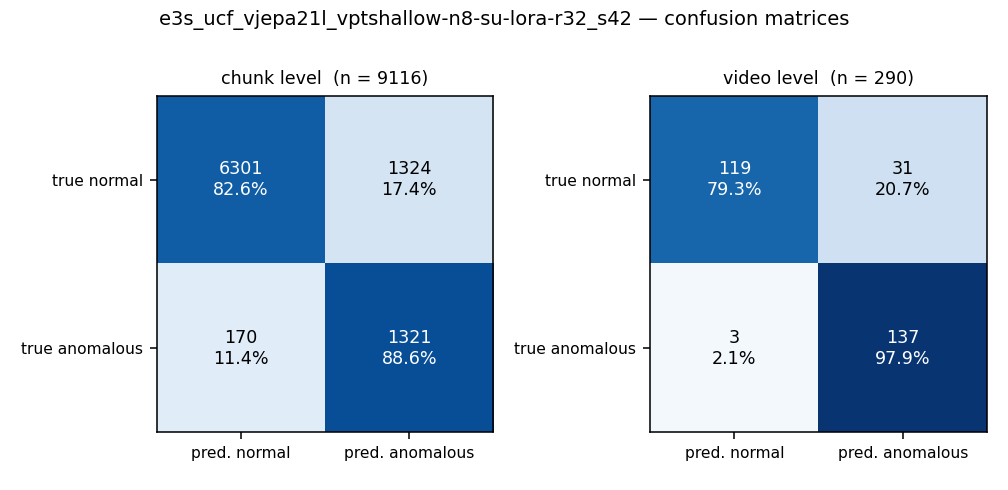 e3s_ucf_vjepa21l_vptshallow-n8-su-lora-r32_s42 — confusion matrices
chunk level  (n = 9116)
true normal
6301
82.6%
1324
17.4%
true anomalous
170
11.4%
1321
88.6%
pred. normal
pred. anomalous
video level  (n = 290)
true normal
119
79.3%
31
20.7%
true anomalous
3
2.1%
137
97.9%
pred. normal
pred. anomalous